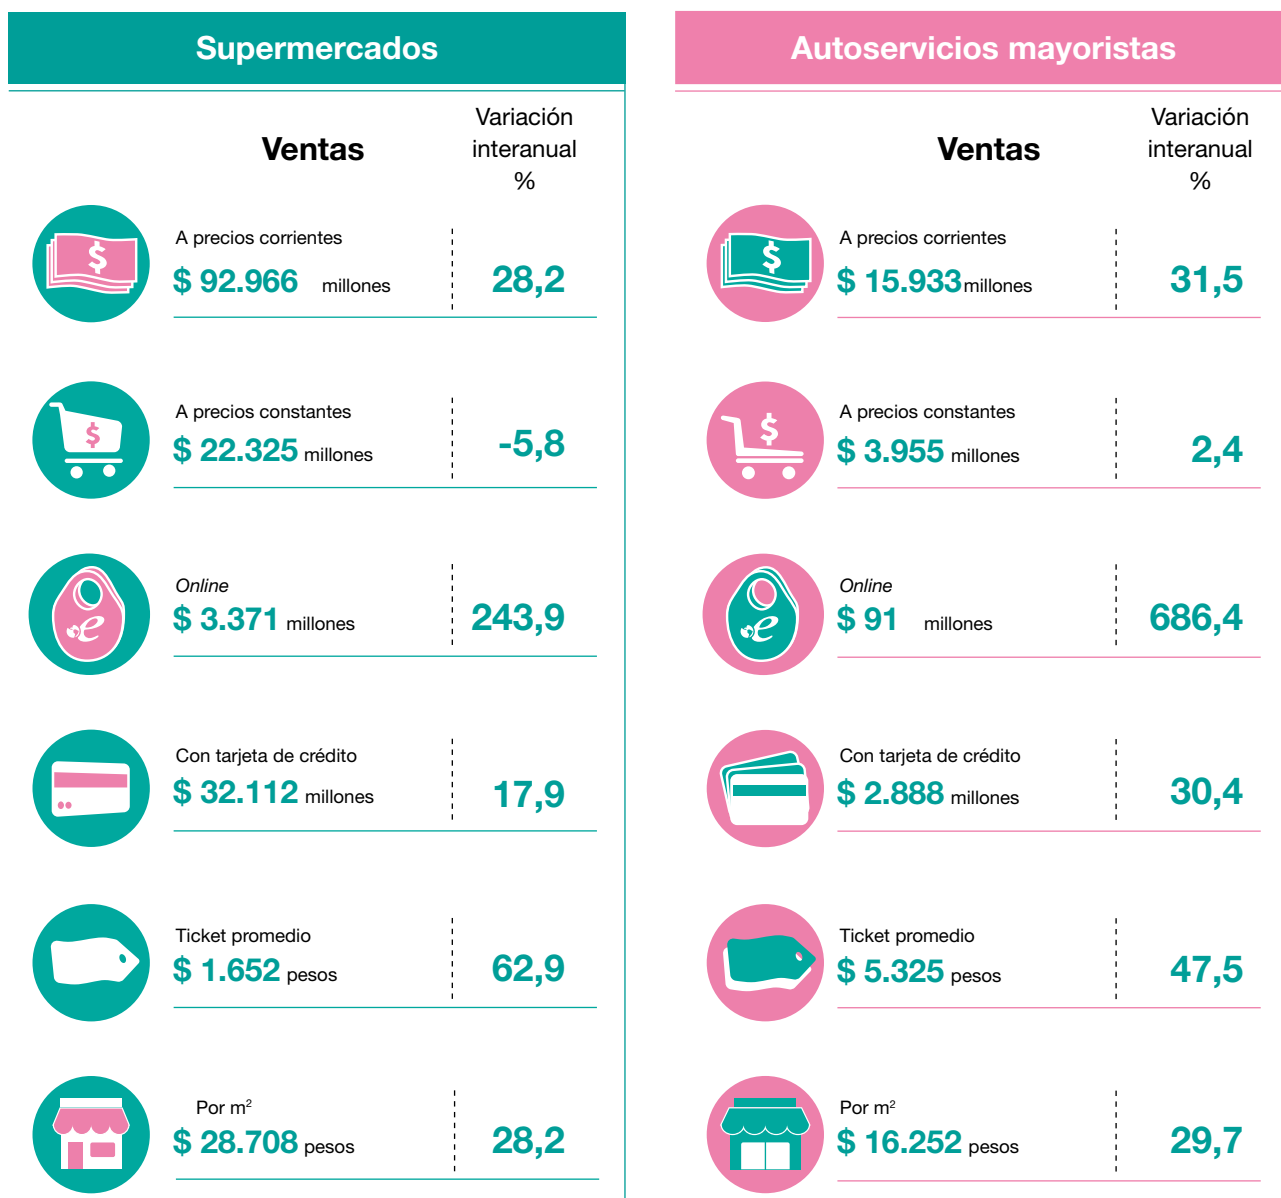 Supermercados
Ventas
Variación
interanual
%
A precios corrientes
$ 92.966 millones
28,2
A precios constantes
$ 22.325 millones
-5,8
Online
$ 3.371 millones
243,9
Con tarjeta de crédito
$ 32.112 millones
17,9
Ticket promedio
$ 1.652 pesos
62,9
Por m²
$ 28.708 pesos
28,2
Autoservicios mayoristas
Ventas
Variación
interanual
%
A precios corrientes
$ 15.933 millones
31,5
A precios constantes
$ 3.955 millones
2,4
Online
$ 91 millones
686,4
Con tarjeta de crédito
$ 2.888 millones
30,4
Ticket promedio
$ 5.325 pesos
47,5
Por m²
$ 16.252 pesos
29,7